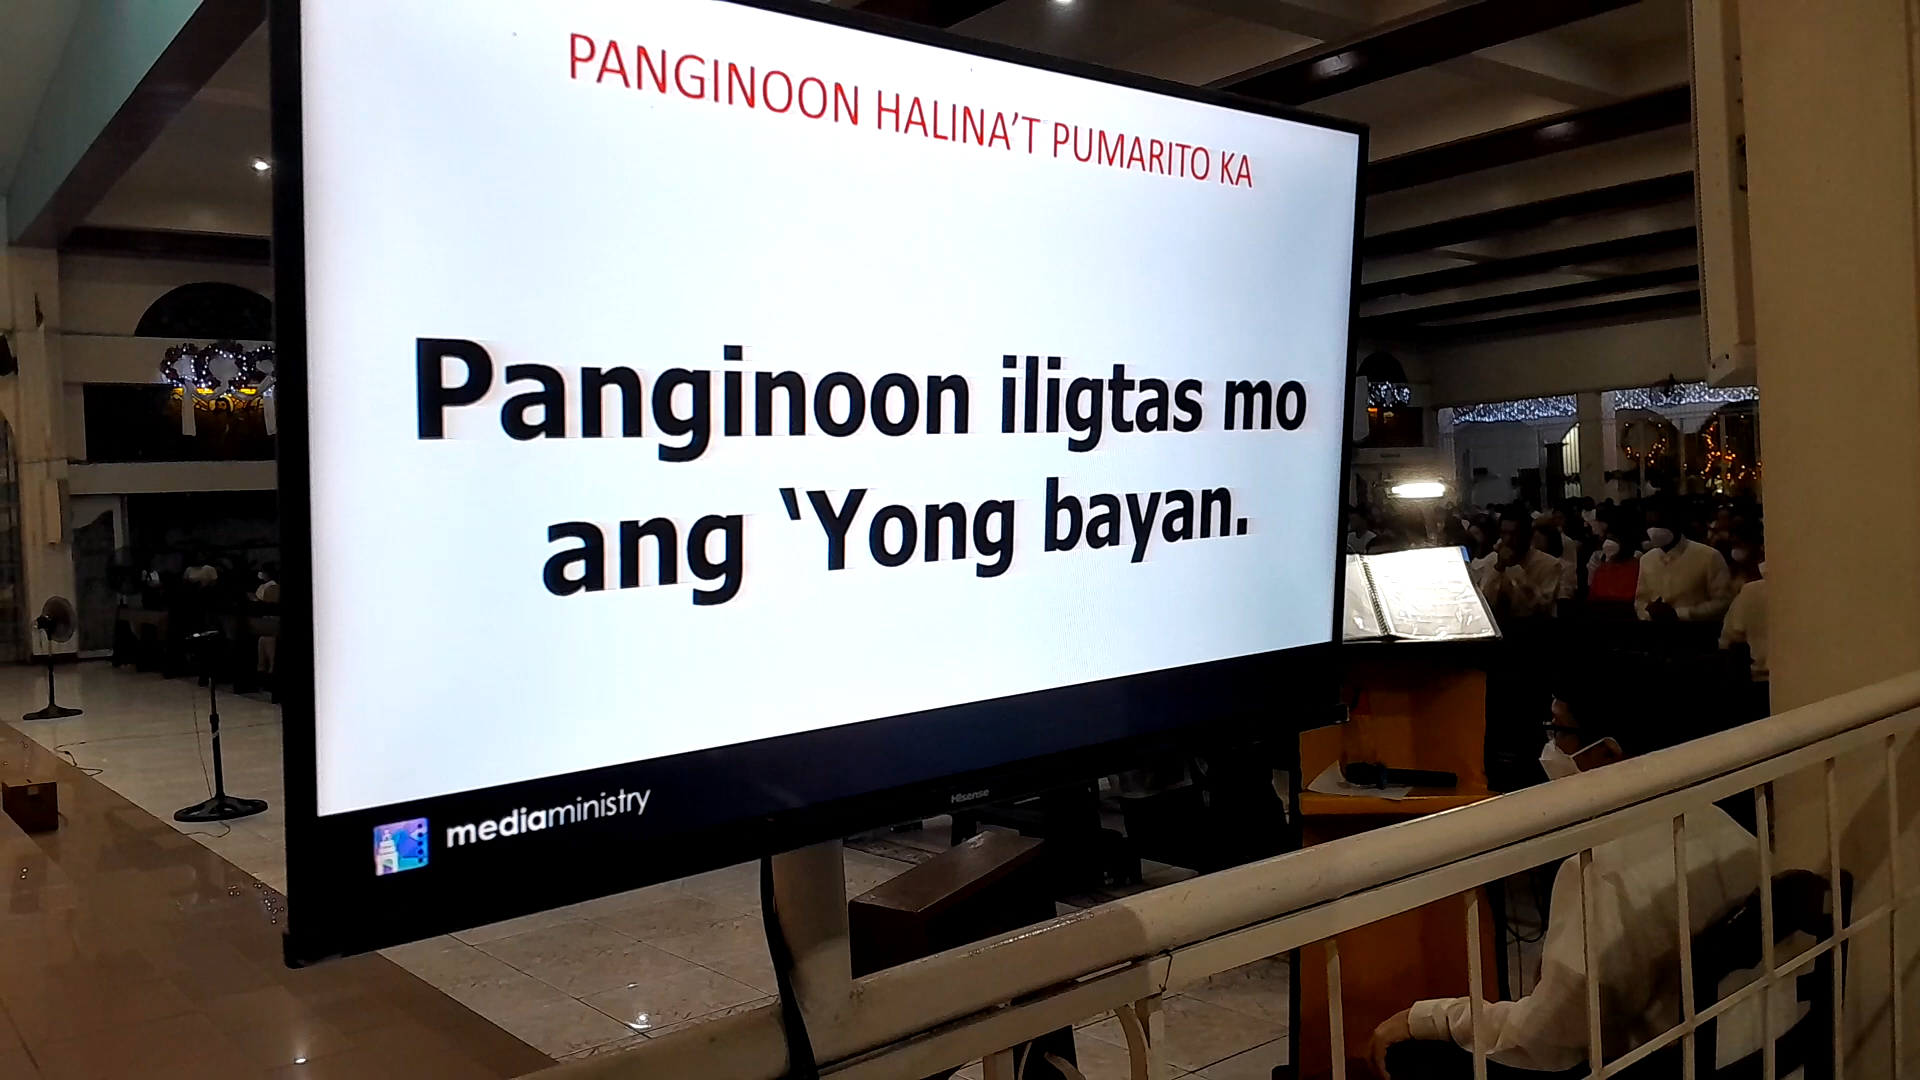 PANGINOON HALINA’T PUMARITO KA
Panginoon iligtas mo
ang ‘Yong bayan.
mediaministry
Hisense